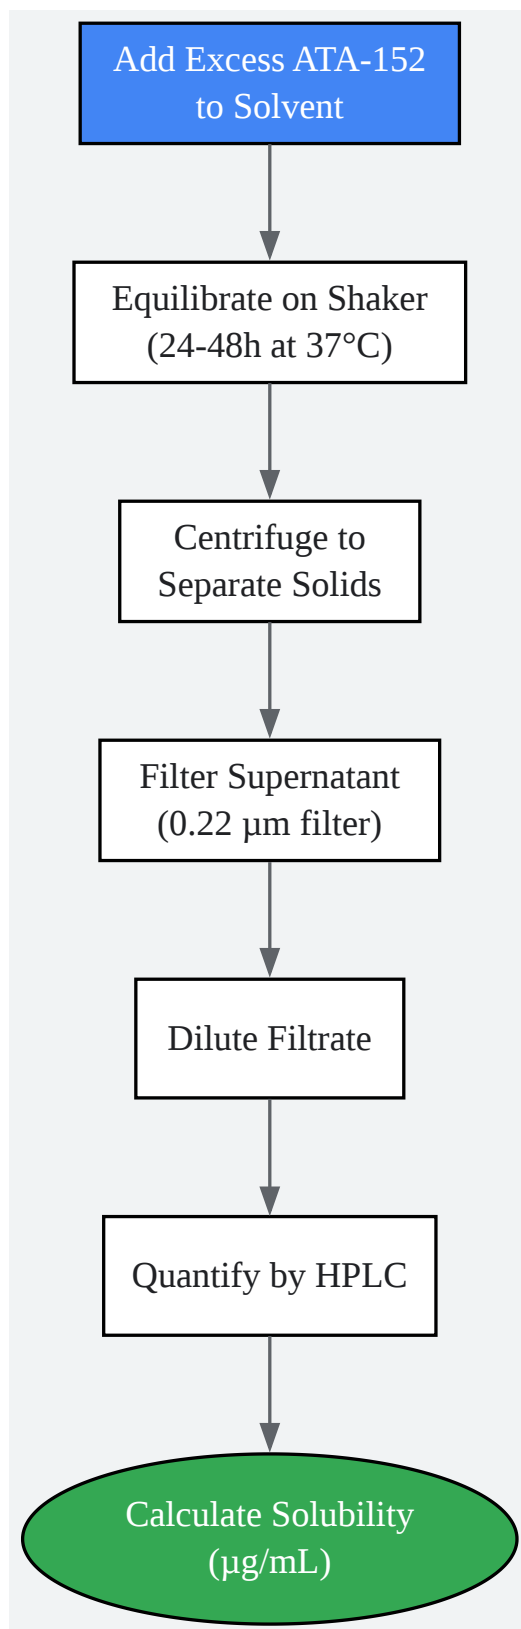 Add Excess ATA-152
to Solvent
Equilibrate on Shaker
(24-48h at 37°C)
Centrifuge to
Separate Solids
Filter Supernatant
(0.22 µm filter)
Dilute Filtrate
Quantify by HPLC
Calculate Solubility
(µg/mL)